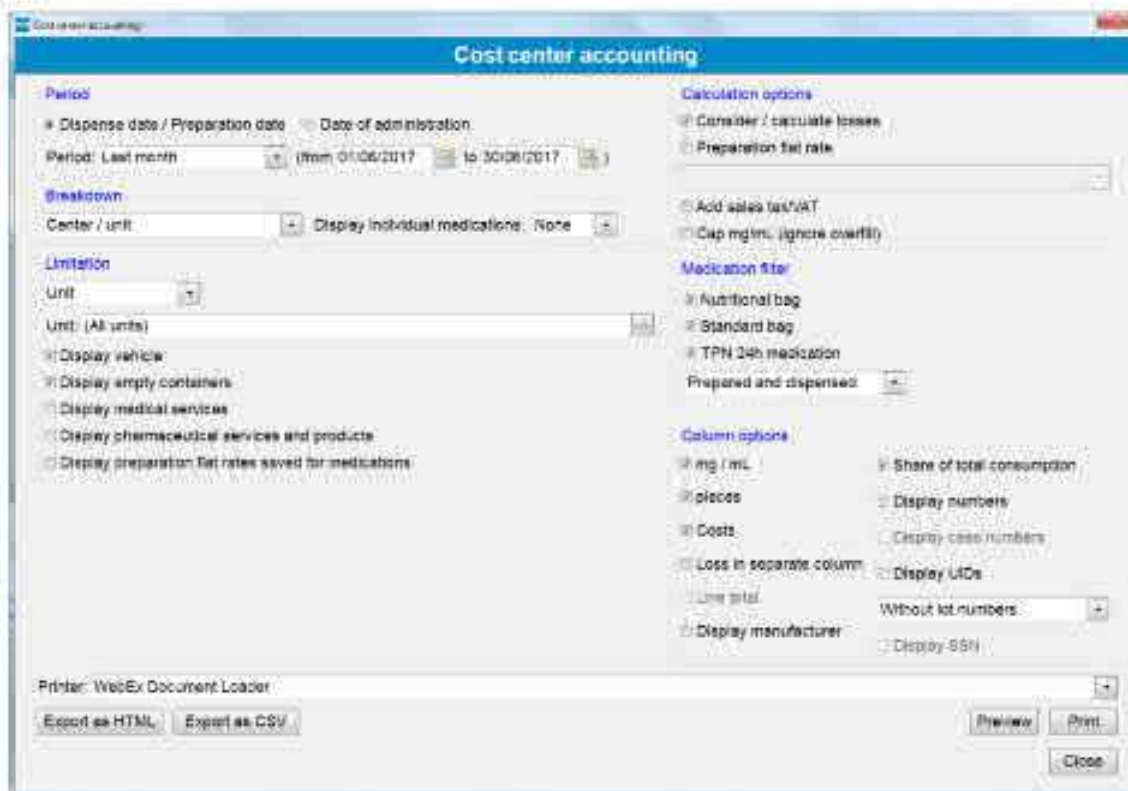 Cost center accounting
Cost center accounting
Period
Dispense date / Preparation date Date of administration
Period: Last month (from 01/06/2017 to 30/06/2017 )
Breakdown
Center / unit Display individual medications: None
Limitation
Unit
Unit: (All units)
Display vehicle
Display empty containers
Display medical services
Display pharmaceutical services and products
Display preparation flat rates saved for medications
Calculation options
Consider / calculate losses
Preparation flat rate
Add sales tax/VAT
Cap mg/mL (ignore overfill)
Medication filter
Nutritional bag
Standard bag
TPN 24h medication
Prepared and dispensed
Column options
mg / mL
pieces
Costs
Loss in separate column
Line total
Display manufacturer
Share of total consumption
Display numbers
Display case numbers
Display UIDs
Without lot numbers
Display SSN
Printer: WebEx Document Loader
Export as HTML Export as CSV Preview Print
Close